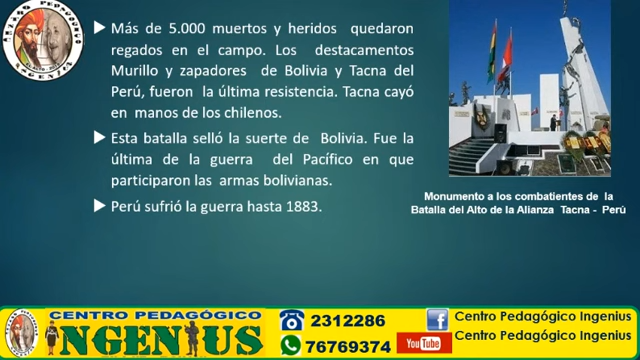 Más de 5.000 muertos y heridos quedaron
regados en el campo. Los destacamentos
Murillo y zapadores de Bolivia y Tacna del
Perú, fueron la última resistencia. Tacna cayó
en manos de los chilenos.
Esta batalla selló la suerte de Bolivia. Fue la
última de la guerra del Pacífico en que
participaron las armas bolivianas.
Perú sufrió la guerra hasta 1883.
Monumento a los combatientes de la
Batalla del Alto de la Alianza Tacna - Perú
CENTRO PEDAGÓGICO
INGENIUS
2312286
76769374
Centro Pedagógico Ingenius
You Tube
Centro Pedagógico Ingenius